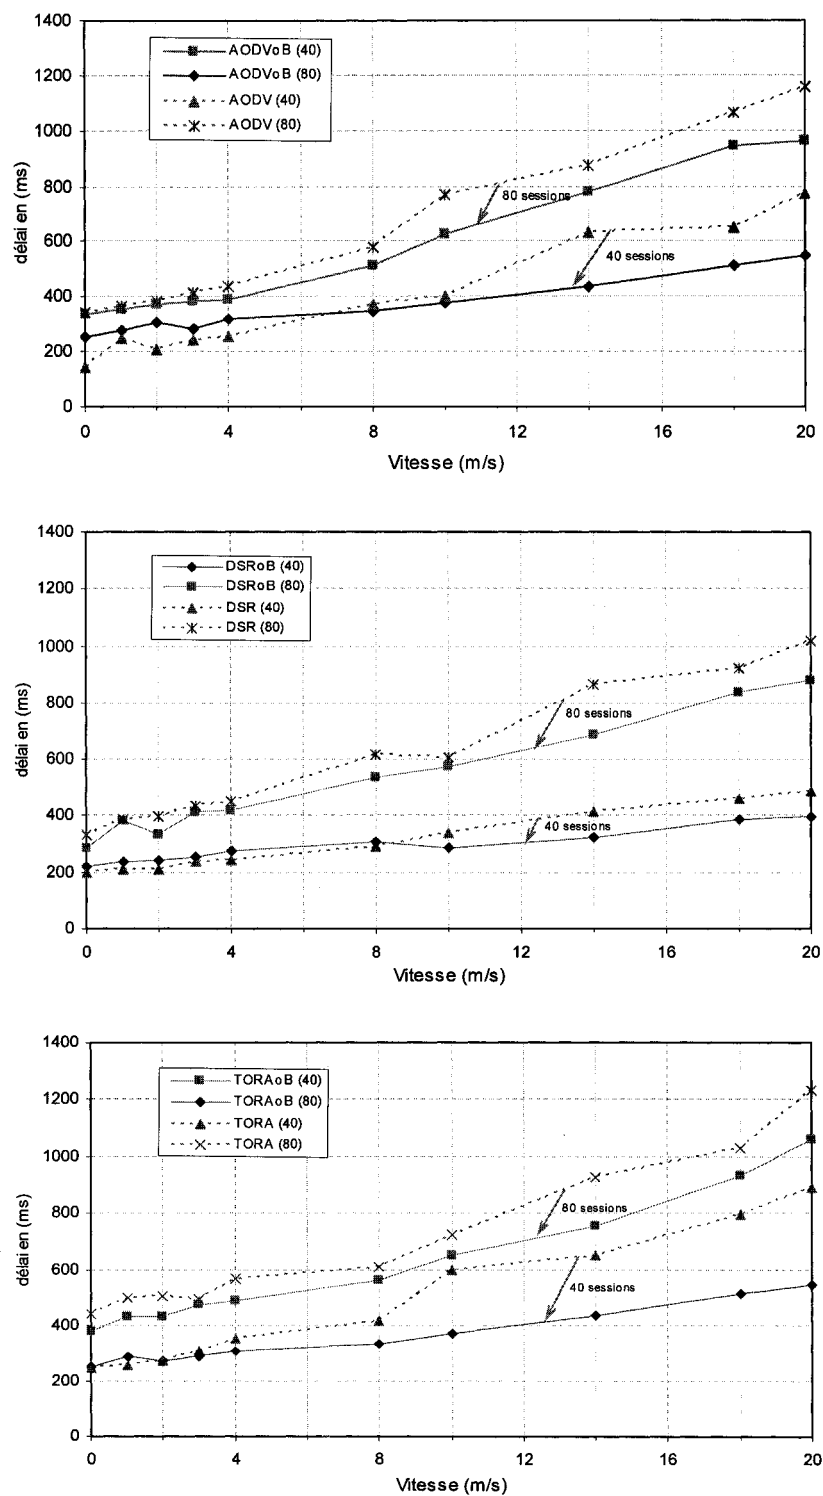 1400
1200
1000
800
600
400
200
0
délai en (ms)
AODVoB (40)
AODVoB (80)
AODV (40)
AODV (80)
80 sessions
40 sessions
0 4 8 12 16 20
Vitesse (m/s)
1400
1200
1000
800
600
400
200
0
délai en (ms)
DSRoB (40)
DSRoB (80)
DSR (40)
DSR (80)
80 sessions
40 sessions
0 4 8 12 16 20
Vitesse (m/s)
1400
1200
1000
800
600
400
200
0
délai en (ms)
TORAoB (40)
TORAoB (80)
TORA (40)
TORA (80)
80 sessions
40 sessions
0 4 8 12 16 20
Vitesse (m/s)